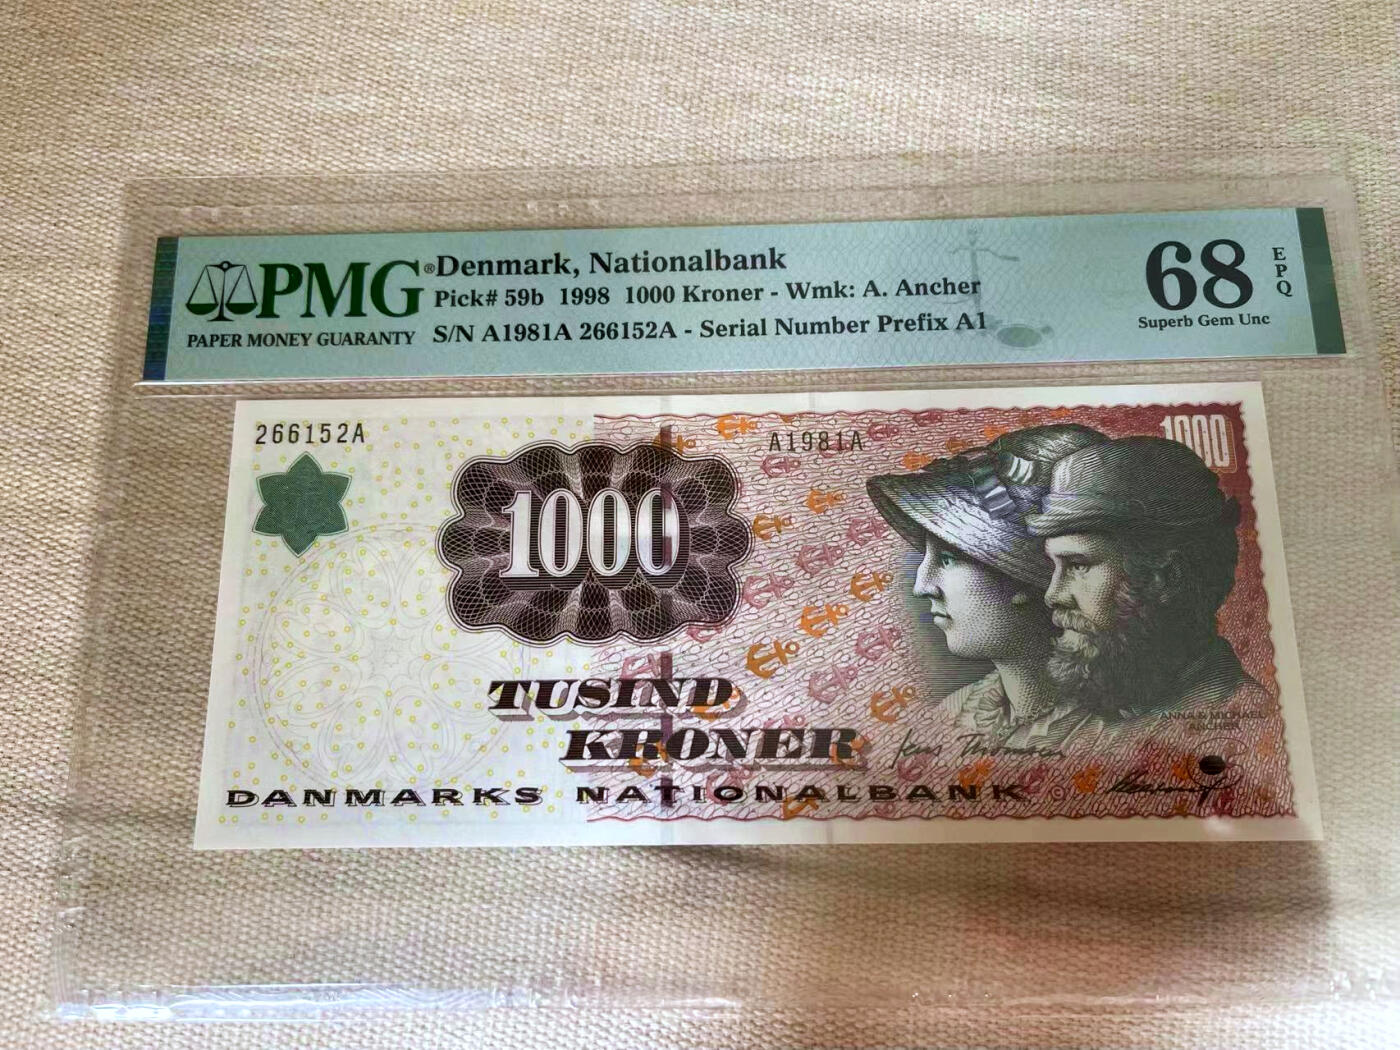 PMG®
PAPER MONEY GUARANTY
Denmark, Nationalbank
Pick# 59b 1998 1000 Kroner - Wmk: A. Ancher
S/N A1981A 266152A - Serial Number Prefix A1
68
EPQ
Superb Gem Unc
266152A
A1981A
1000
1000
TUSIND
KRONER
ANNA & MICHAEL
ANCHER
DANMARKS NATIONALBANK